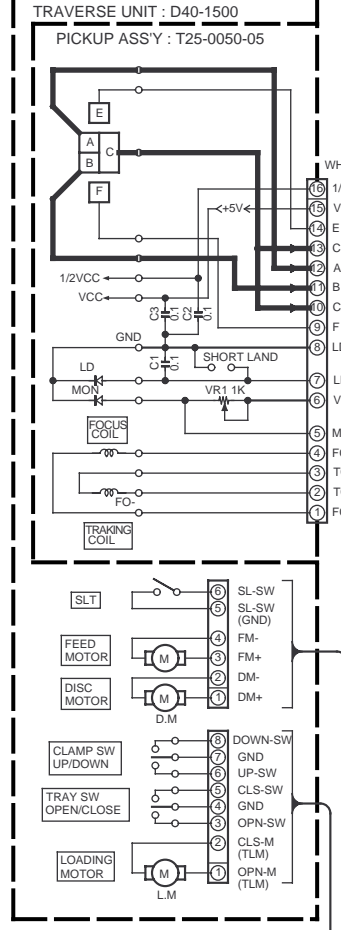 TRAVERSE UNIT : D40-1500
PICKUP ASS'Y : T25-0050-05
E
A
B
C
F
WH
16 1/
15 V
14 E
13 C
12 A
11 B
10 C
9 F
8 LD
7 L
6 V
5 M
4 FO
3 T
2 T
1 FO
+5V
1/2VCC
VCC
C3
0.1
C2
0.1
GND
C1
0.1
SHORT LAND
LD
MON
VR1 1K
FOCUS
COIL
FO-
TRAKING
COIL
SLT
6 SL-SW
5 SL-SW
(GND)
FEED
MOTOR
M
4 FM-
3 FM+
DISC
MOTOR
M
D.M
2 DM-
1 DM+
CLAMP SW
UP/DOWN
8 DOWN-SW
7 GND
6 UP-SW
TRAY SW
OPEN/CLOSE
5 CLS-SW
4 GND
3 OPN-SW
2 CLS-M
(TLM)
LOADING
MOTOR
M
L.M
1 OPN-M
(TLM)